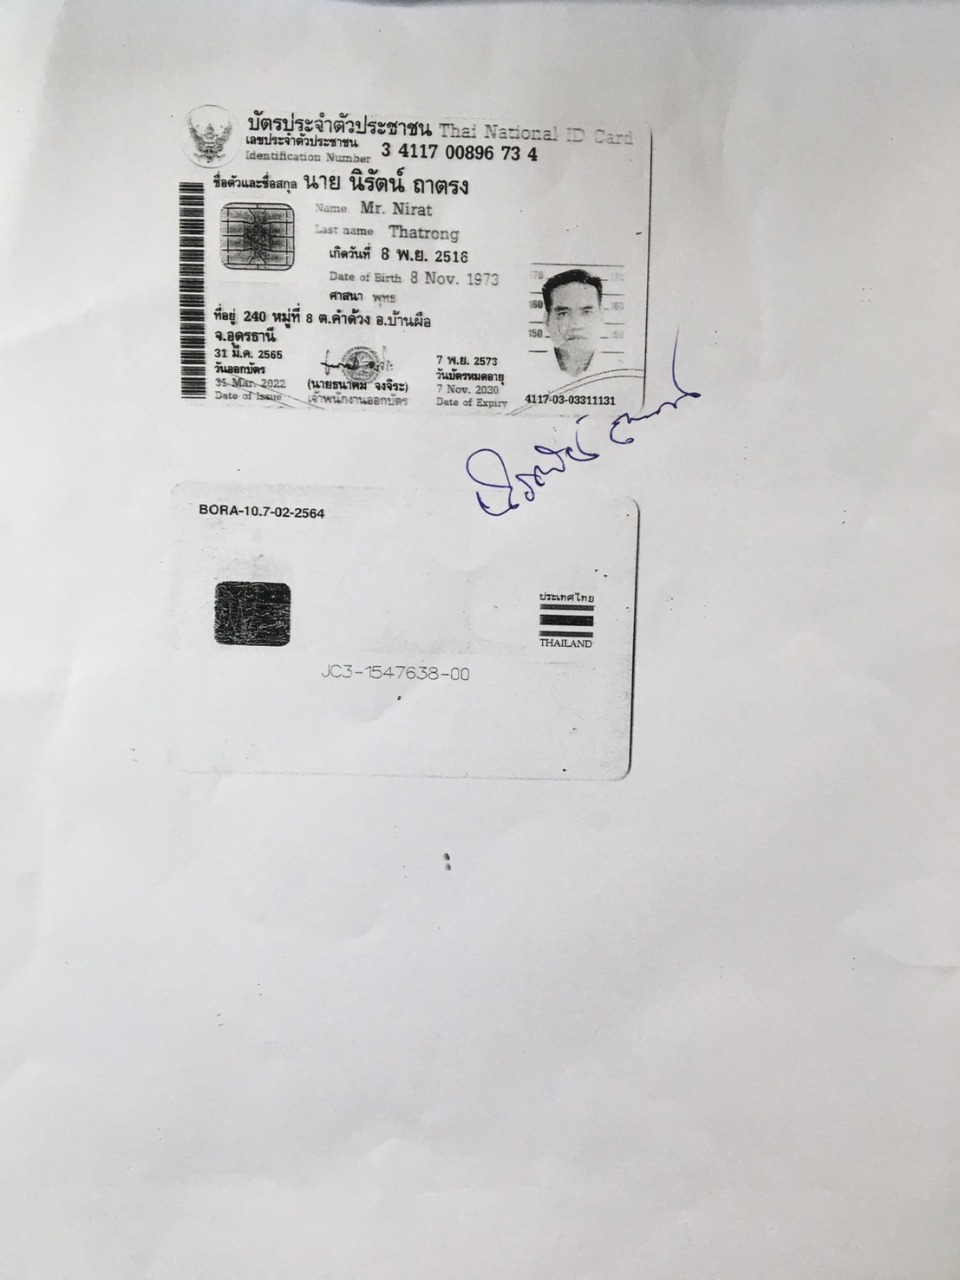 บัตรประจำตัวประชาชน Thai National ID Card
เลขประจำตัวประชาชน
Identification Number 3 4117 00896 73 4
ชื่อตัวและชื่อสกุล นาย นิรัตน์ ถาตรง
Name Mr. Nirat
Last name Thatrong
เกิดวันที่ 8 พ.ย. 2516
Date of Birth 8 Nov. 1973
ศาสนา พุทธ
ที่อยู่ 240 หมู่ที่ 8 ต.คำด้วง อ.บ้านผือ
จ.อุดรธานี
31 มี.ค. 2565
วันออกบัตร
31 Mar. 2022
Date of Issue
(นายธนาคม จงจิระ)
เจ้าพนักงานออกบัตร
7 พ.ย. 2573
วันบัตรหมดอายุ
7 Nov. 2030
Date of Expiry
170 170
160 160
150 150
4117-03-03311131
BORA-10.7-02-2564
ประเทศไทย
THAILAND
JC3-1547638-00